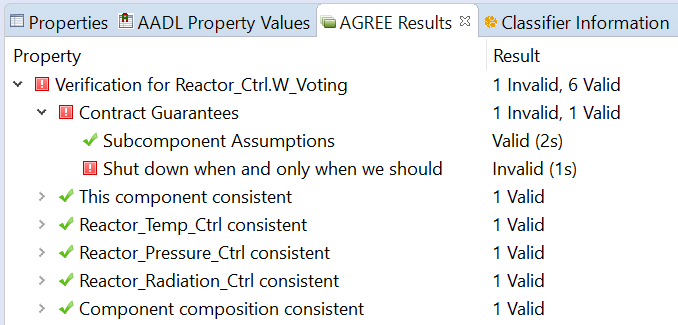 Properties AADL Property Values AGREE Results Classifier Information
Property Result
Verification for Reactor_Ctrl.W_Voting 1 Invalid, 6 Valid
Contract Guarantees 1 Invalid, 1 Valid
Subcomponent Assumptions Valid (2s)
Shut down when and only when we should Invalid (1s)
This component consistent 1 Valid
Reactor_Temp_Ctrl consistent 1 Valid
Reactor_Pressure_Ctrl consistent 1 Valid
Reactor_Radiation_Ctrl consistent 1 Valid
Component composition consistent 1 Valid